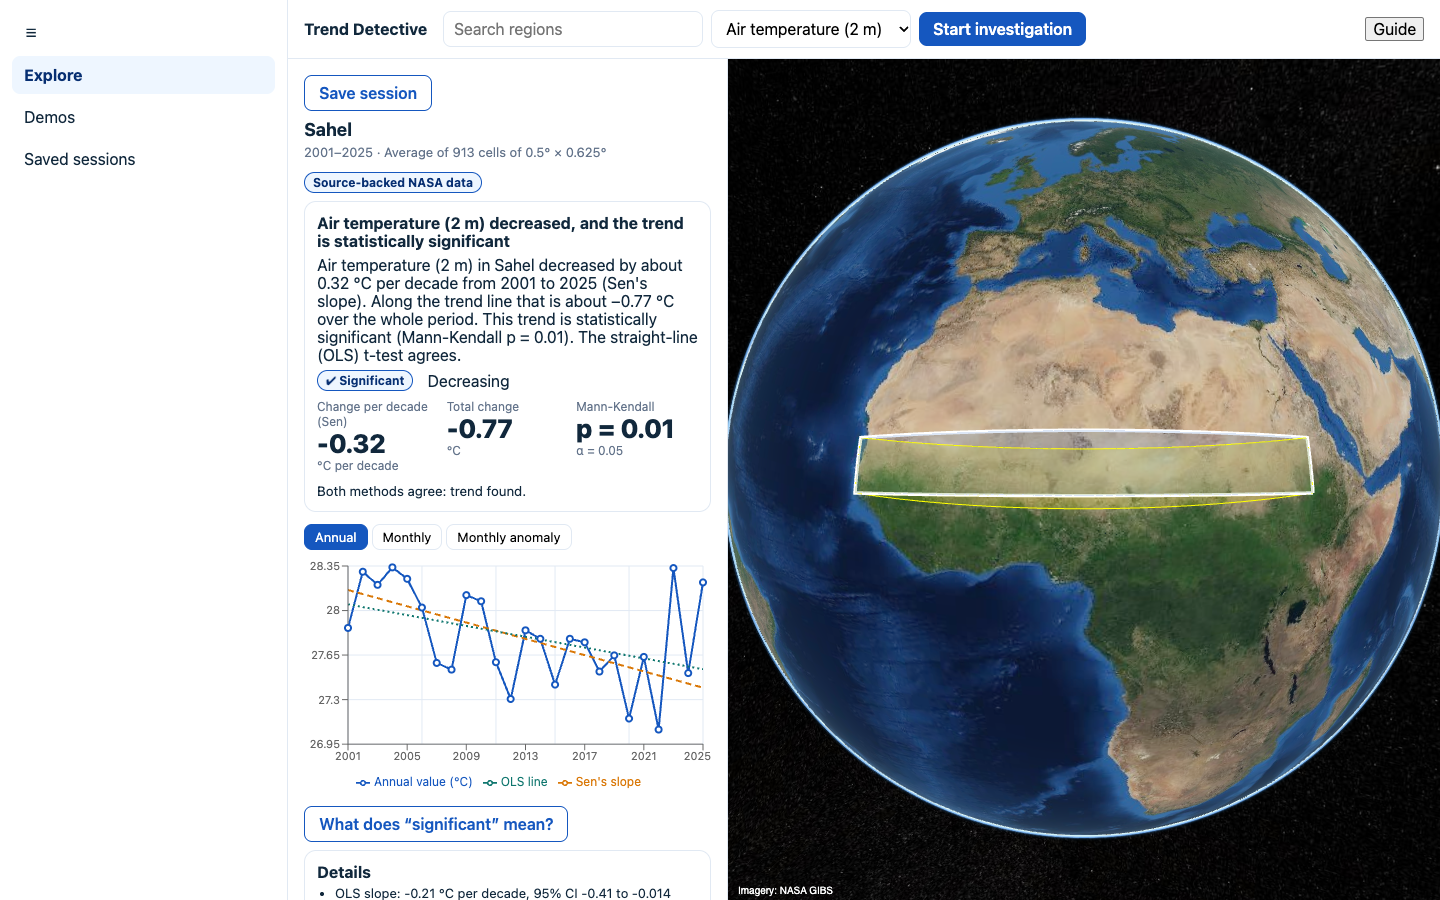 ≡
Explore
Demos
Saved sessions
Trend Detective
Search regions
Air temperature (2 m)
Start investigation
Guide
Save session
Sahel
2001–2025 · Average of 913 cells of 0.5° × 0.625°
Source-backed NASA data
Air temperature (2 m) decreased, and the trend
is statistically significant
Air temperature (2 m) in Sahel decreased by about
0.32 °C per decade from 2001 to 2025 (Sen's
slope). Along the trend line that is about −0.77 °C
over the whole period. This trend is statistically
significant (Mann-Kendall p = 0.01). The straight-line
(OLS) t-test agrees.
✔ Significant
Decreasing
Change per decade
(Sen)
-0.32
°C per decade
Total change
-0.77
°C
Mann-Kendall
p = 0.01
α = 0.05
Both methods agree: trend found.
Annual
Monthly
Monthly anomaly
28.35
28
27.65
27.3
26.95
2001
2005
2009
2013
2017
2021
2025
Annual value (°C)
OLS line
Sen's slope
What does “significant” mean?
Details
• OLS slope: -0.21 °C per decade, 95% CI -0.41 to -0.014
Imagery: NASA GIBS